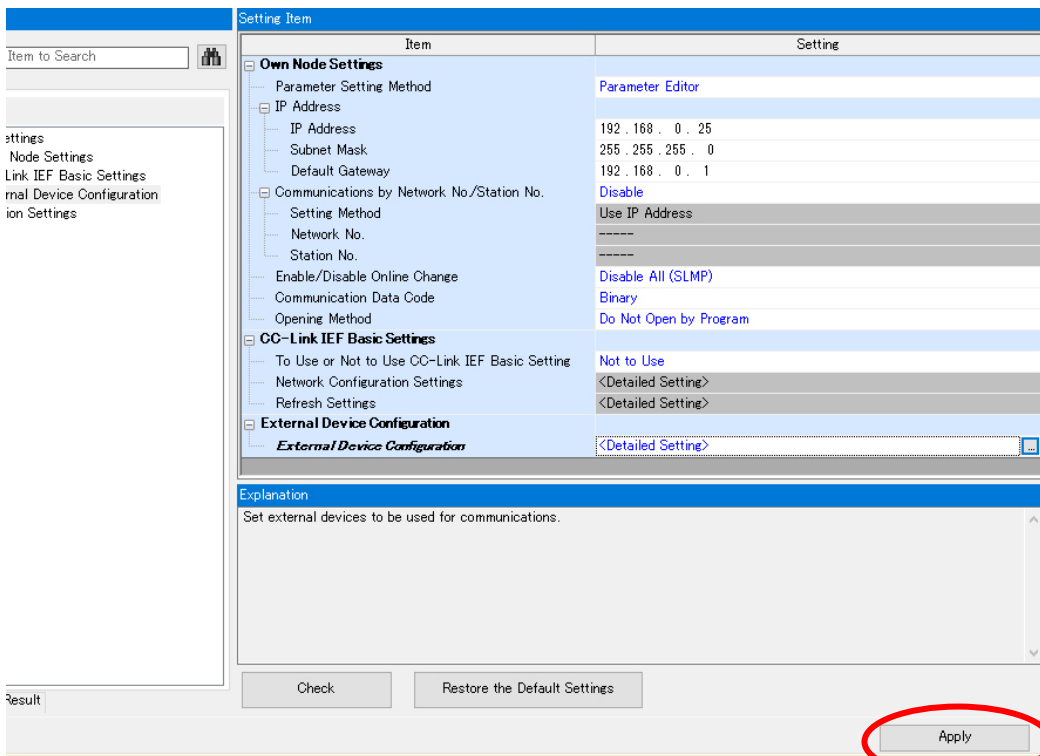 Setting Item
Item to Search
Item Setting
Own Node Settings
Parameter Setting Method Parameter Editor
IP Address
IP Address 192 . 168 . 0 . 25
Subnet Mask 255 . 255 . 255 . 0
Default Gateway 192 . 168 . 0 . 1
Communications by Network No./Station No. Disable
Setting Method Use IP Address
Network No. -----
Station No. -----
Enable/Disable Online Change Disable All (SLMP)
Communication Data Code Binary
Opening Method Do Not Open by Program
CC-Link IEF Basic Settings
To Use or Not to Use CC-Link IEF Basic Setting Not to Use
Network Configuration Settings <Detailed Setting>
Refresh Settings <Detailed Setting>
External Device Configuration
External Device Configuration <Detailed Setting> ...
ettings
Node Settings
Link IEF Basic Settings
rnal Device Configuration
ion Settings
Explanation
Set external devices to be used for communications.
Check Restore the Default Settings
Result
Apply